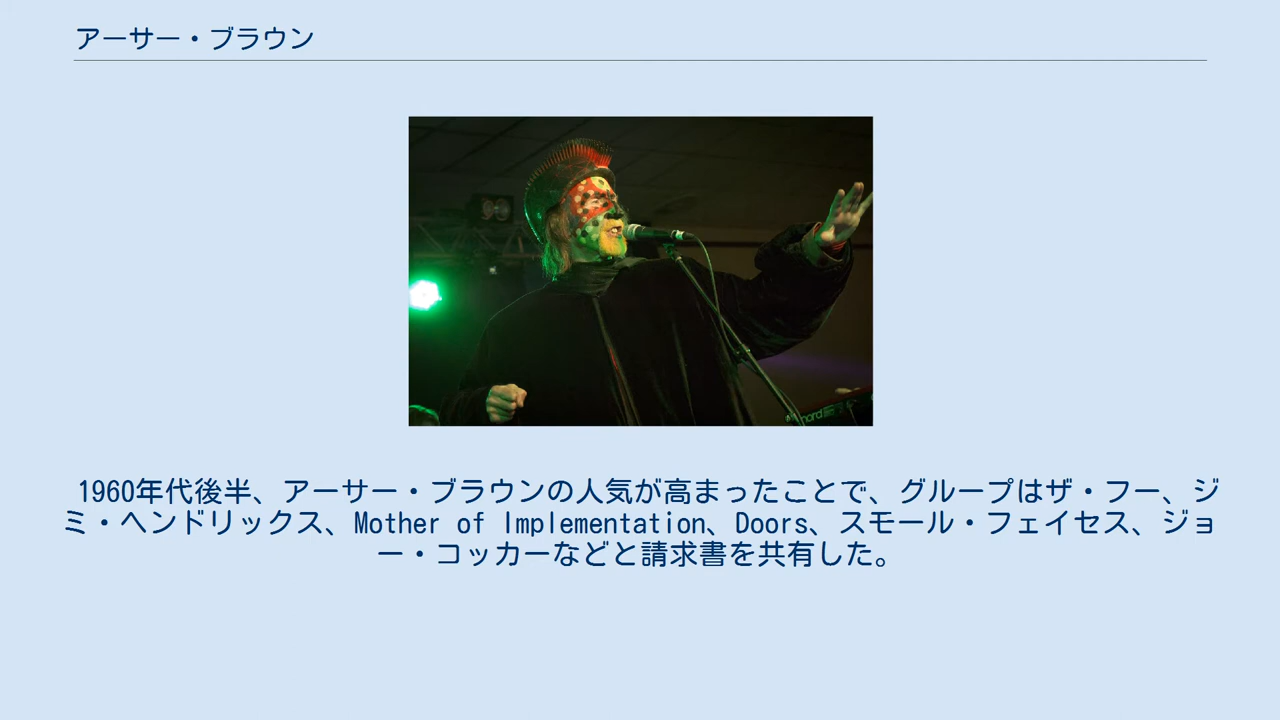 アーサー・ブラウン
nord
1960年代後半、アーサー・ブラウンの人気が高まったことで、グループはザ・フー、ジ
ミ・ヘンドリックス、Mother of Implementation、Doors、スモール・フェイセス、ジョ
ー・コッカーなどと請求書を共有した。